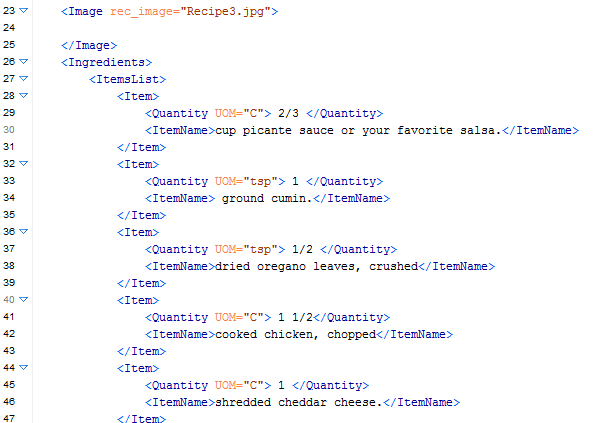 23 <Image rec_image="Recipe3.jpg">
24
25 </Image>
26 <Ingredients>
27 <ItemsList>
28 <Item>
29 <Quantity UOM="C"> 2/3 </Quantity>
30 <ItemName>cup picante sauce or your favorite salsa.</ItemName>
31 </Item>
32 <Item>
33 <Quantity UOM="tsp"> 1 </Quantity>
34 <ItemName> ground cumin.</ItemName>
35 </Item>
36 <Item>
37 <Quantity UOM="tsp"> 1/2 </Quantity>
38 <ItemName>dried oregano leaves, crushed</ItemName>
39 </Item>
40 <Item>
41 <Quantity UOM="C"> 1 1/2</Quantity>
42 <ItemName>cooked chicken, chopped</ItemName>
43 </Item>
44 <Item>
45 <Quantity UOM="C"> 1 </Quantity>
46 <ItemName>shredded cheddar cheese.</ItemName>
47 </Item>